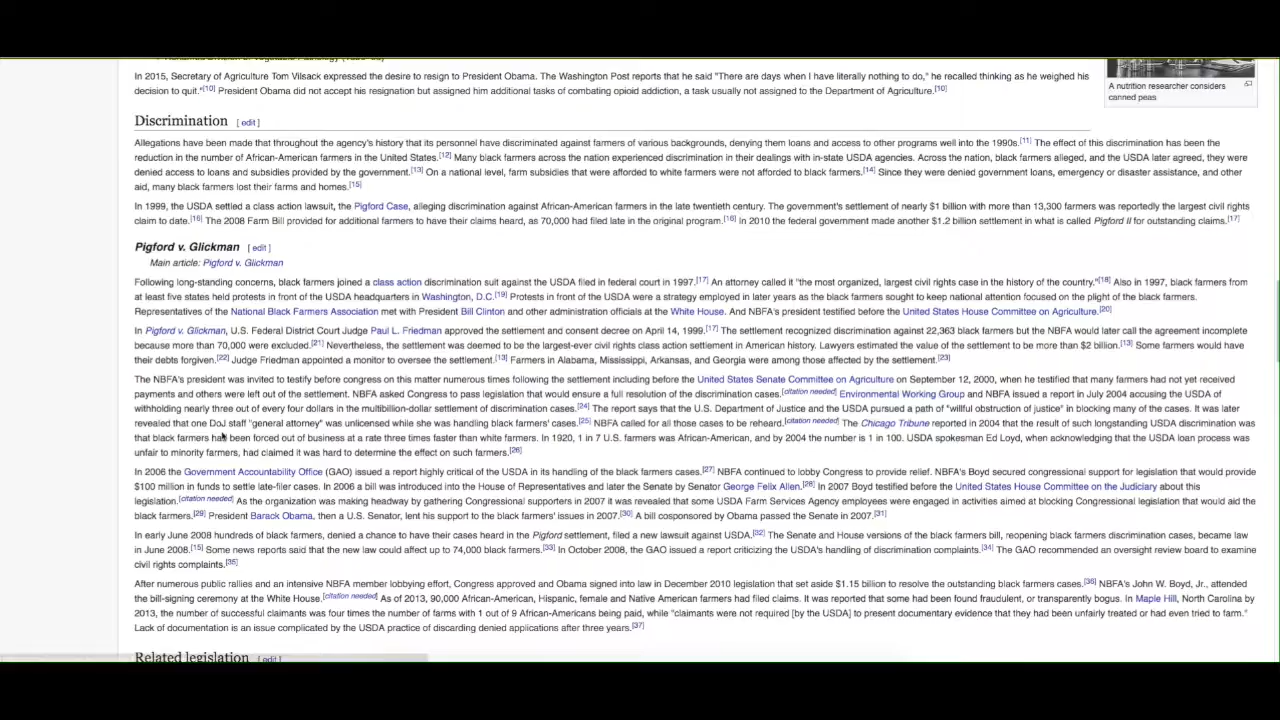 In 2015, Secretary of Agriculture Tom Vilsack expressed the desire to resign to President Obama. The Washington Post reports that he said "There are days when I have literally nothing to do," he recalled thinking as he weighed his
decision to quit."[10] President Obama did not accept his resignation but assigned him additional tasks of combating opioid addiction, a task usually not assigned to the Department of Agriculture.[10]
A nutrition researcher considers
canned peas
Discrimination [ edit ]
Allegations have been made that throughout the agency's history that its personnel have discriminated against farmers of various backgrounds, denying them loans and access to other programs well into the 1990s.[11] The effect of this discrimination has been the
reduction in the number of African-American farmers in the United States.[12] Many black farmers across the nation experienced discrimination in their dealings with in-state USDA agencies. Across the nation, black farmers alleged, and the USDA later agreed, they were
denied access to loans and subsidies provided by the government.[13] On a national level, farm subsidies that were afforded to white farmers were not afforded to black farmers.[14] Since they were denied government loans, emergency or disaster assistance, and other
aid, many black farmers lost their farms and homes.[15]
In 1999, the USDA settled a class action lawsuit, the Pigford Case, alleging discrimination against African-American farmers in the late twentieth century. The government's settlement of nearly $1 billion with more than 13,300 farmers was reportedly the largest civil rights
claim to date.[16] The 2008 Farm Bill provided for additional farmers to have their claims heard, as 70,000 had filed late in the original program.[16] In 2010 the federal government made another $1.2 billion settlement in what is called Pigford II for outstanding claims.[17]
Pigford v. Glickman [ edit ]
Main article: Pigford v. Glickman
Following long-standing concerns, black farmers joined a class action discrimination suit against the USDA filed in federal court in 1997.[17] An attorney called it "the most organized, largest civil rights case in the history of the country."[18] Also in 1997, black farmers from
at least five states held protests in front of the USDA headquarters in Washington, D.C.[19] Protests in front of the USDA were a strategy employed in later years as the black farmers sought to keep national attention focused on the plight of the black farmers.
Representatives of the National Black Farmers Association met with President Bill Clinton and other administration officials at the White House. And NBFA's president testified before the United States House Committee on Agriculture.[20]
In Pigford v. Glickman, U.S. Federal District Court Judge Paul L. Friedman approved the settlement and consent decree on April 14, 1999.[17] The settlement recognized discrimination against 22,363 black farmers but the NBFA would later call the agreement incomplete
because more than 70,000 were excluded.[21] Nevertheless, the settlement was deemed to be the largest-ever civil rights class action settlement in American history. Lawyers estimated the value of the settlement to be more than $2 billion.[13] Some farmers would have
their debts forgiven.[22] Judge Friedman appointed a monitor to oversee the settlement.[13] Farmers in Alabama, Mississippi, Arkansas, and Georgia were among those affected by the settlement.[23]
The NBFA's president was invited to testify before congress on this matter numerous times following the settlement including before the United States Senate Committee on Agriculture on September 12, 2000, when he testified that many farmers had not yet received
payments and others were left out of the settlement. NBFA asked Congress to pass legislation that would ensure a full resolution of the discrimination cases.[citation needed] Environmental Working Group and NBFA issued a report in July 2004 accusing the USDA of
withholding nearly three out of every four dollars in the multibillion-dollar settlement of discrimination cases.[24] The report says that the U.S. Department of Justice and the USDA pursued a path of "willful obstruction of justice" in blocking many of the cases. It was later
revealed that one DoJ staff "general attorney" was unlicensed while she was handling black farmers' cases.[25] NBFA called for all those cases to be reheard.[citation needed] The Chicago Tribune reported in 2004 that the result of such longstanding USDA discrimination was
that black farmers had been forced out of business at a rate three times faster than white farmers. In 1920, 1 in 7 U.S. farmers was African-American, and by 2004 the number is 1 in 100. USDA spokesman Ed Loyd, when acknowledging that the USDA loan process was
unfair to minority farmers, had claimed it was hard to determine the effect on such farmers.[26]
In 2006 the Government Accountability Office (GAO) issued a report highly critical of the USDA in its handling of the black farmers cases.[27] NBFA continued to lobby Congress to provide relief. NBFA's Boyd secured congressional support for legislation that would provide
$100 million in funds to settle late-filer cases. In 2006 a bill was introduced into the House of Representatives and later the Senate by Senator George Felix Allen.[28] In 2007 Boyd testified before the United States House Committee on the Judiciary about this
legislation.[citation needed] As the organization was making headway by gathering Congressional supporters in 2007 it was revealed that some USDA Farm Services Agency employees were engaged in activities aimed at blocking Congressional legislation that would aid the
black farmers.[29] President Barack Obama, then a U.S. Senator, lent his support to the black farmers' issues in 2007.[30] A bill cosponsored by Obama passed the Senate in 2007.[31]
In early June 2008 hundreds of black farmers, denied a chance to have their cases heard in the Pigford settlement, filed a new lawsuit against USDA.[32] The Senate and House versions of the black farmers bill, reopening black farmers discrimination cases, became law
in June 2008.[15] Some news reports said that the new law could affect up to 74,000 black farmers.[33] In October 2008, the GAO issued a report criticizing the USDA's handling of discrimination complaints.[34] The GAO recommended an oversight review board to examine
civil rights complaints.[35]
After numerous public rallies and an intensive NBFA member lobbying effort, Congress approved and Obama signed into law in December 2010 legislation that set aside $1.15 billion to resolve the outstanding black farmers cases.[36] NBFA's John W. Boyd, Jr., attended
the bill-signing ceremony at the White House.[citation needed] As of 2013, 90,000 African-American, Hispanic, female and Native American farmers had filed claims. It was reported that some had been found fraudulent, or transparently bogus. In Maple Hill, North Carolina by
2013, the number of successful claimants was four times the number of farms with 1 out of 9 African-Americans being paid, while "claimants were not required [by the USDA] to present documentary evidence that they had been unfairly treated or had even tried to farm."
Lack of documentation is an issue complicated by the USDA practice of discarding denied applications after three years.[37]
Related legislation [ edit ]